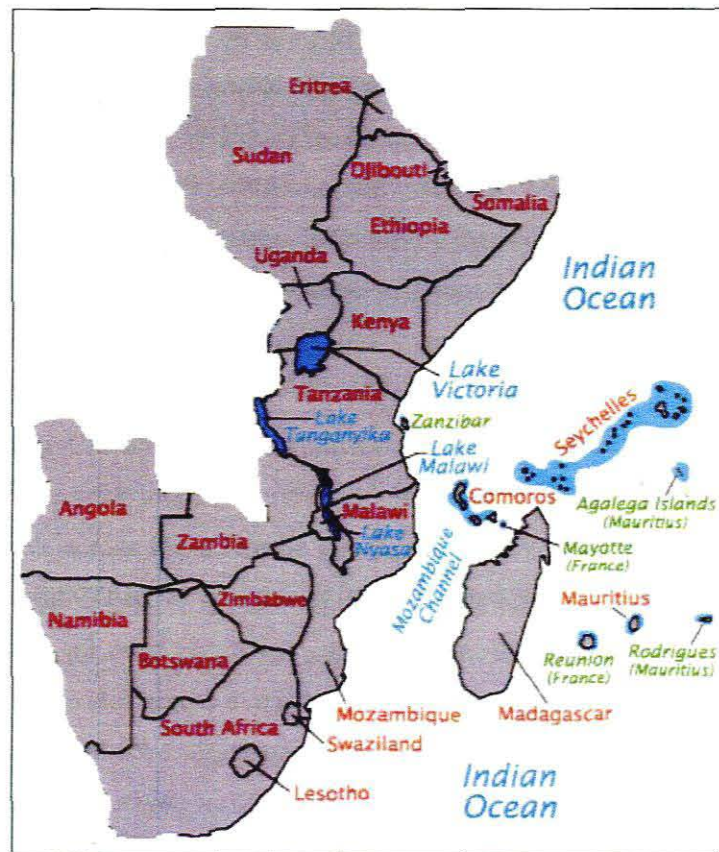 Eritrea
Sudan
Djibouti
Somalia
Ethiopia
Uganda
Indian
Ocean
Kenya
Lake
Victoria
Tanzania
Lake
Tanganyika
Zanzibar
Lake
Malawi
Seychelles
Comoros
Agalega Islands
(Mauritius)
Angola
Malawi
Lake
Nyasa
Zambia
Mayotte
(France)
Mozambique
Channel
Zimbabwe
Namibia
Mauritius
Botswana
Reunion
(France)
Rodrigues
(Mauritius)
South Africa
Mozambique
Madagascar
Swaziland
Lesotho
Indian
Ocean